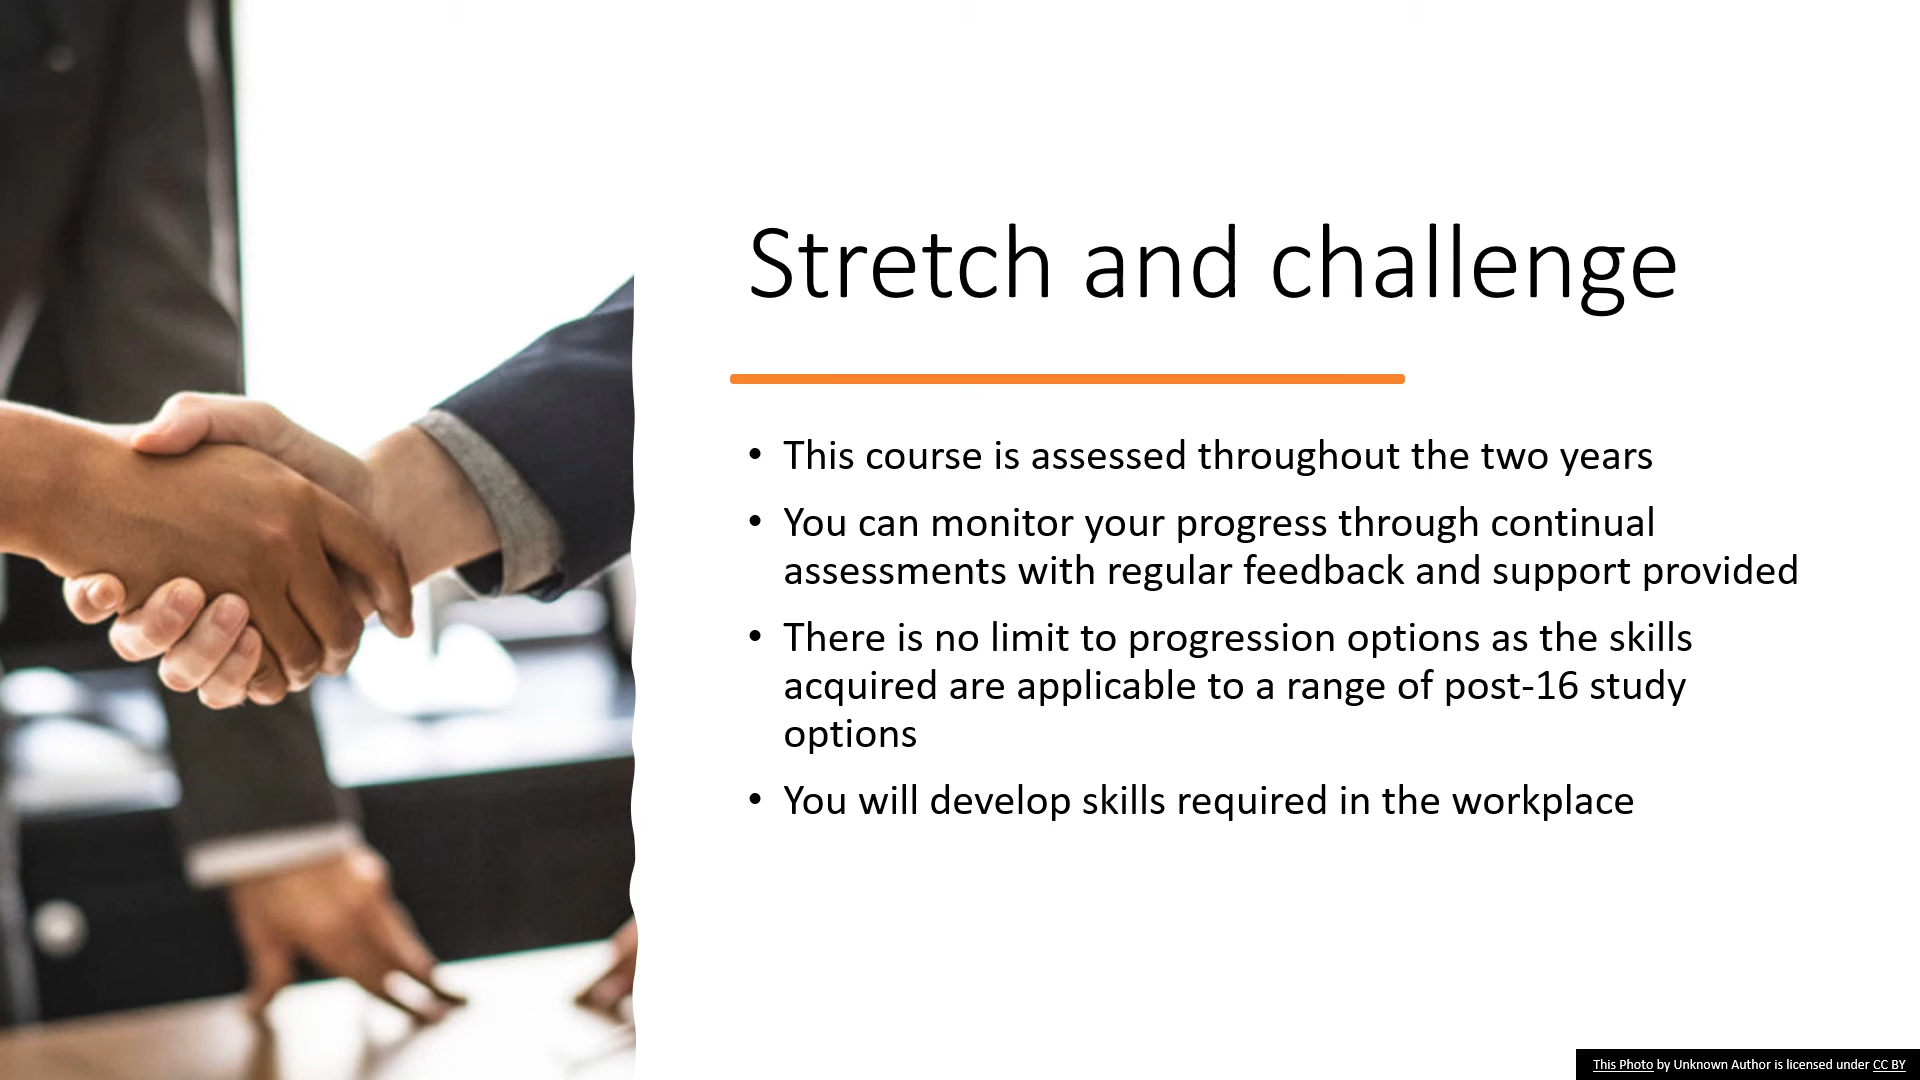 Stretch and challenge
• This course is assessed throughout the two years
• You can monitor your progress through continual
assessments with regular feedback and support provided
• There is no limit to progression options as the skills
acquired are applicable to a range of post-16 study
options
• You will develop skills required in the workplace
This Photo by Unknown Author is licensed under CC BY